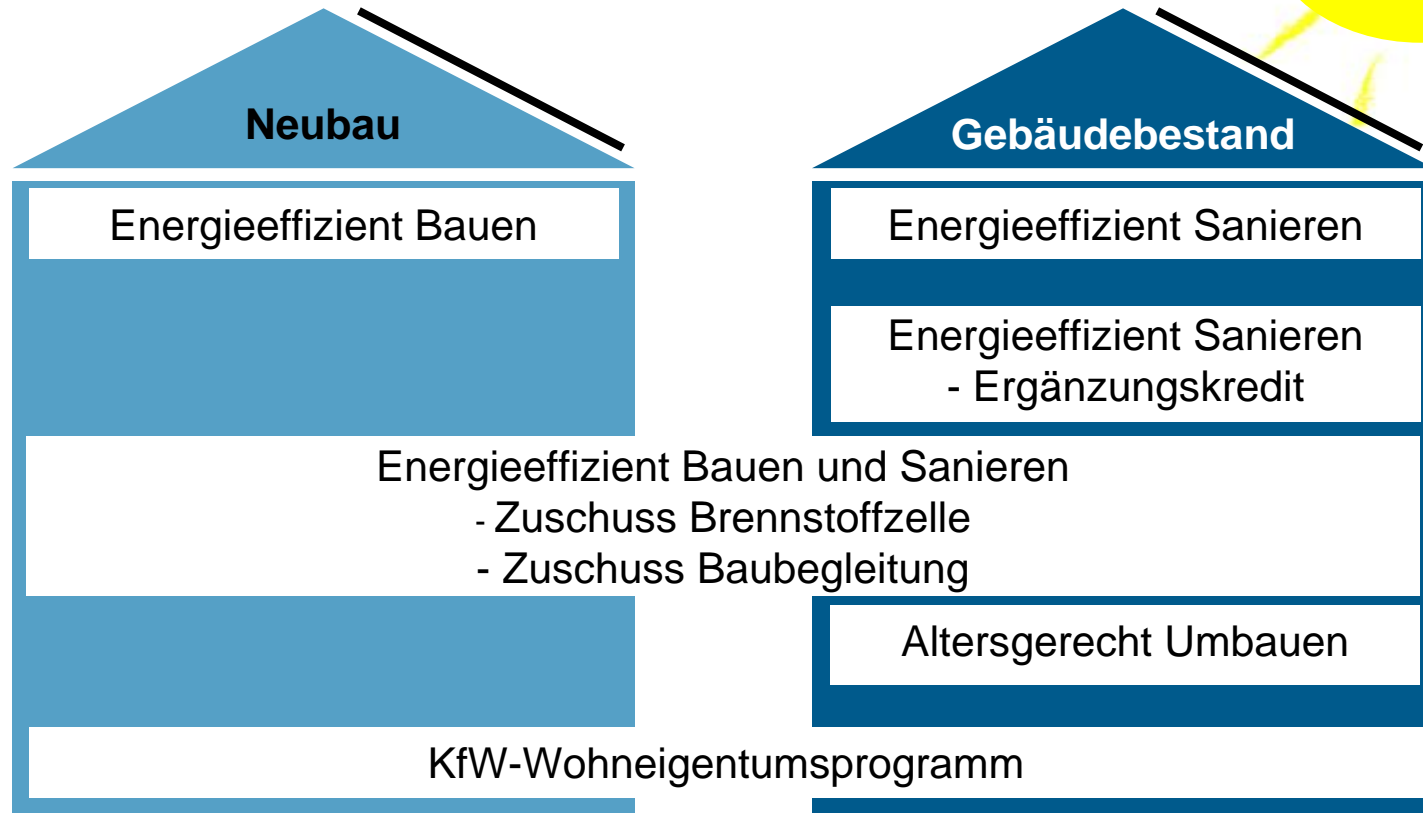 Neubau
Gebäudebestand
Energieeffizient Bauen
Energieeffizient Sanieren
Energieeffizient Sanieren
- Ergänzungskredit
Energieeffizient Bauen und Sanieren
- Zuschuss Brennstoffzelle
- Zuschuss Baubegleitung
Altersgerecht Umbauen
KfW-Wohneigentumsprogramm